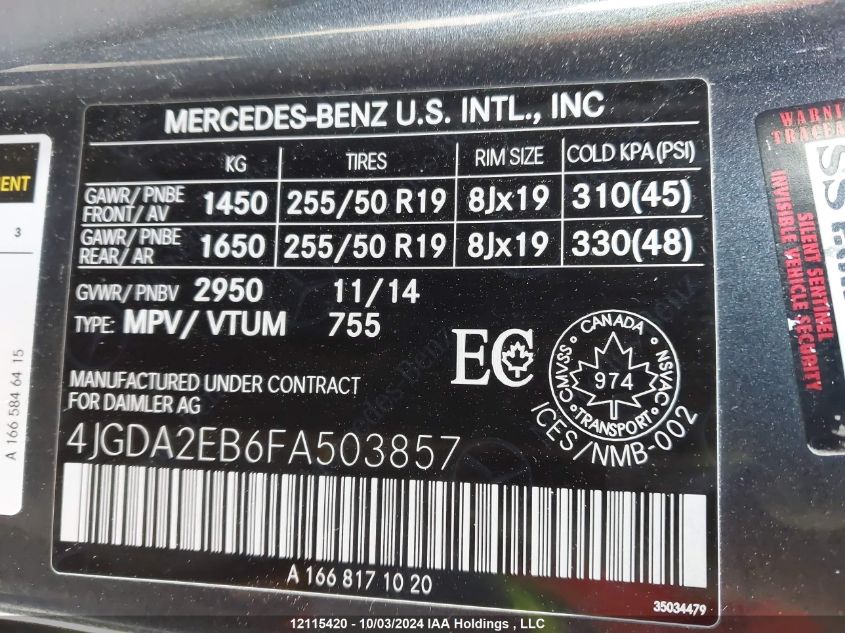 MERCEDES-BENZ U.S. INTL., INC
KG TIRES RIM SIZE COLD KPA(PSI)
GAWR/PNBE FRONT/AV 1450 255/50 R19 8Jx19 310(45)
GAWR/PNBE REAR/AR 1650 255/50 R19 8Jx19 330(48)
GVWR/PNBV 2950 11/14
TYPE: MPV/VTUM 755
MANUFACTURED UNDER CONTRACT
FOR DAIMLER AG
EC
CANADA
CMVSS
974
NSVAC
TRANSPORT
ICES/NMB-002
4JGDA2EB6FA503857
A 166 817 10 20
35034479
3
A 166 584 64 15
SILENT SENTINEL
INVISIBLE VEHICLE SECURITY
12115420 - 10/03/2024 IAA Holdings , LLC